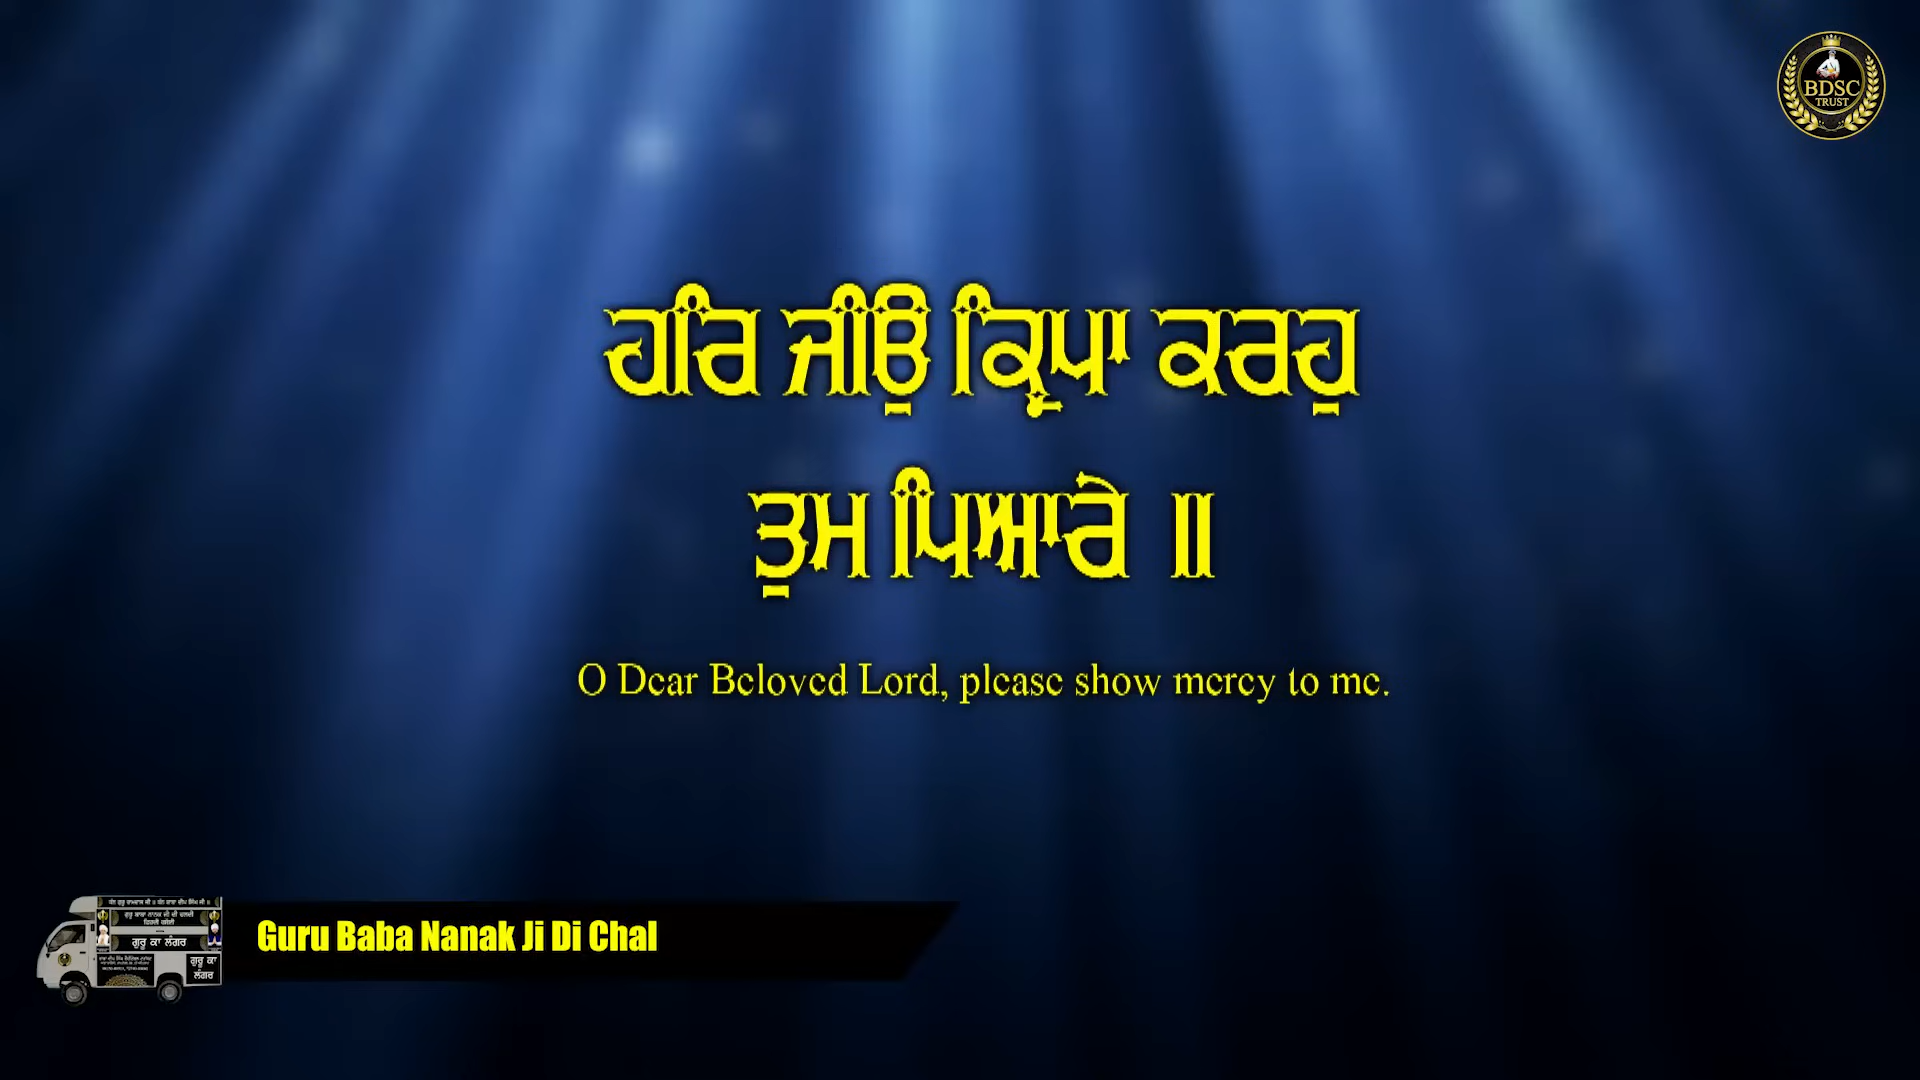 BDSC
TRUST
ਹਰਿ ਜੀਉ ਕ੍ਰਿਪਾ ਕਰਹੁ
ਤੁਮ ਪਿਆਰੇ ॥
O Dear Beloved Lord, please show mercy to me.
Guru Baba Nanak Ji Di Chal
ਗੁਰੂ ਕਾ ਲੰਗਰ
ਗੁਰੂ ਕਾ
ਲੰਗਰ